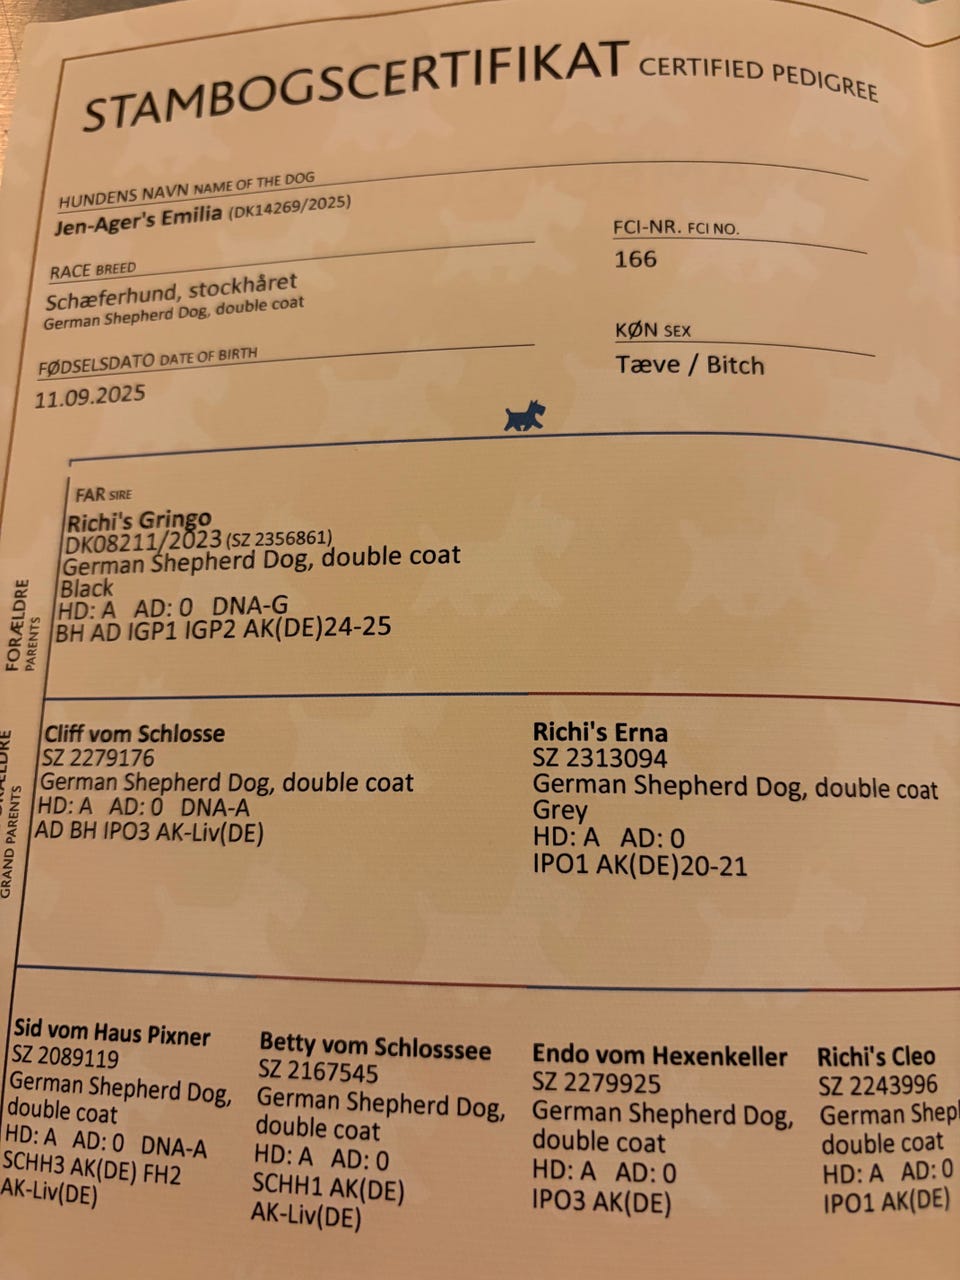 STAMBOGSCERTIFIKAT CERTIFIED PEDIGREE
HUNDENS NAVN NAME OF THE DOG
Jen-Ager's Emilia (DK14269/2025)
FCI-NR. FCI NO.
166
RACE BREED
Schæferhund, stockhåret
German Shepherd Dog, double coat
KØN SEX
Tæve / Bitch
FØDSELSDATO DATE OF BIRTH
11.09.2025
FORÆLDRE
PARENTS
FAR SIRE
Richi's Gringo
DK08211/2023 (SZ 2356861)
German Shepherd Dog, double coat
Black
HD: A AD: 0 DNA-G
BH AD IGP1 IGP2 AK(DE)24-25
GRAND PARENTS
Cliff vom Schlosse
SZ 2279176
German Shepherd Dog, double coat
HD: A AD: 0 DNA-A
AD BH IPO3 AK-Liv(DE)
Richi's Erna
SZ 2313094
German Shepherd Dog, double coat
Grey
HD: A AD: 0
IPO1 AK(DE)20-21
Sid vom Haus Pixner
SZ 2089119
German Shepherd Dog,
double coat
HD: A AD: 0 DNA-A
SCHH3 AK(DE) FH2
AK-Liv(DE)
Betty vom Schlosssee
SZ 2167545
German Shepherd Dog,
double coat
HD: A AD: 0
SCHH1 AK(DE)
AK-Liv(DE)
Endo vom Hexenkeller
SZ 2279925
German Shepherd Dog,
double coat
HD: A AD: 0
IPO3 AK(DE)
Richi's Cleo
SZ 2243996
German Shep
double coat
HD: A AD: 0
IPO1 AK(DE)